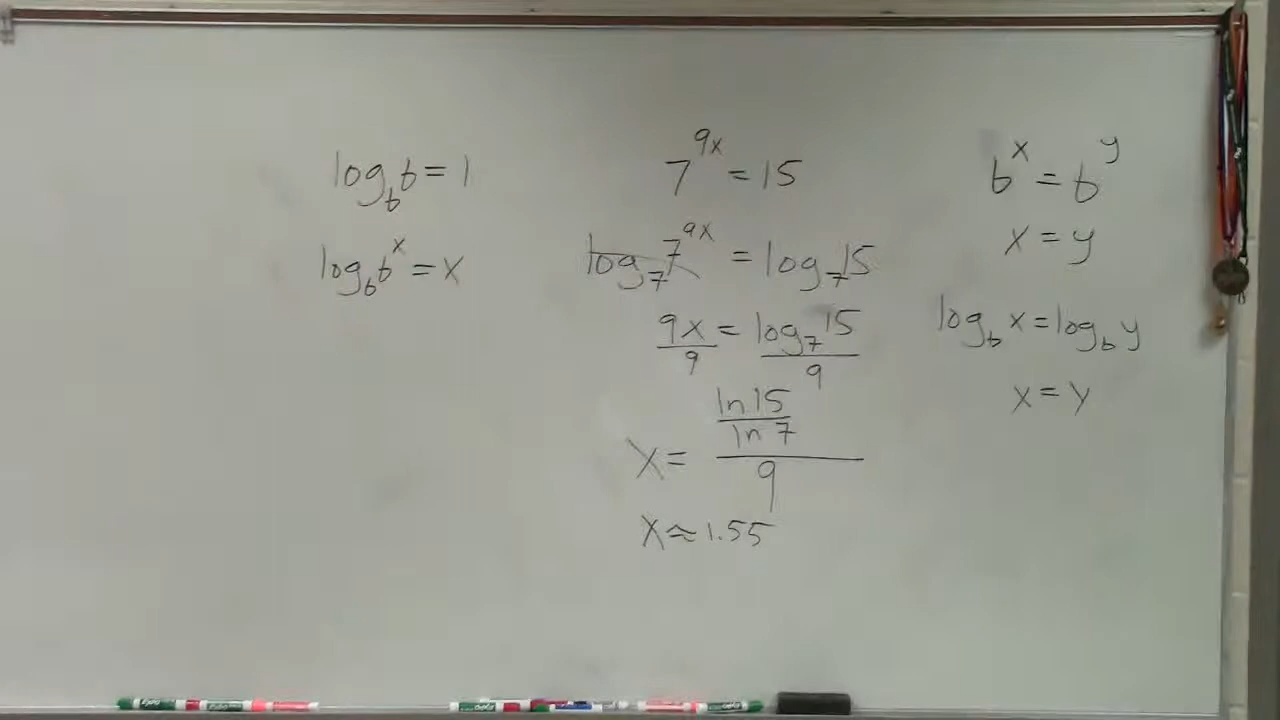 log_b b = 1
log_b b^x = x
7^{9x} = 15
log_7 7^{9x} = log_7 15
9x/9 = log_7 15/9
x = (ln 15/ln 7)/9
x ≈ 1.55
b^x = b^y
x = y
log_b x = log_b y
x = y